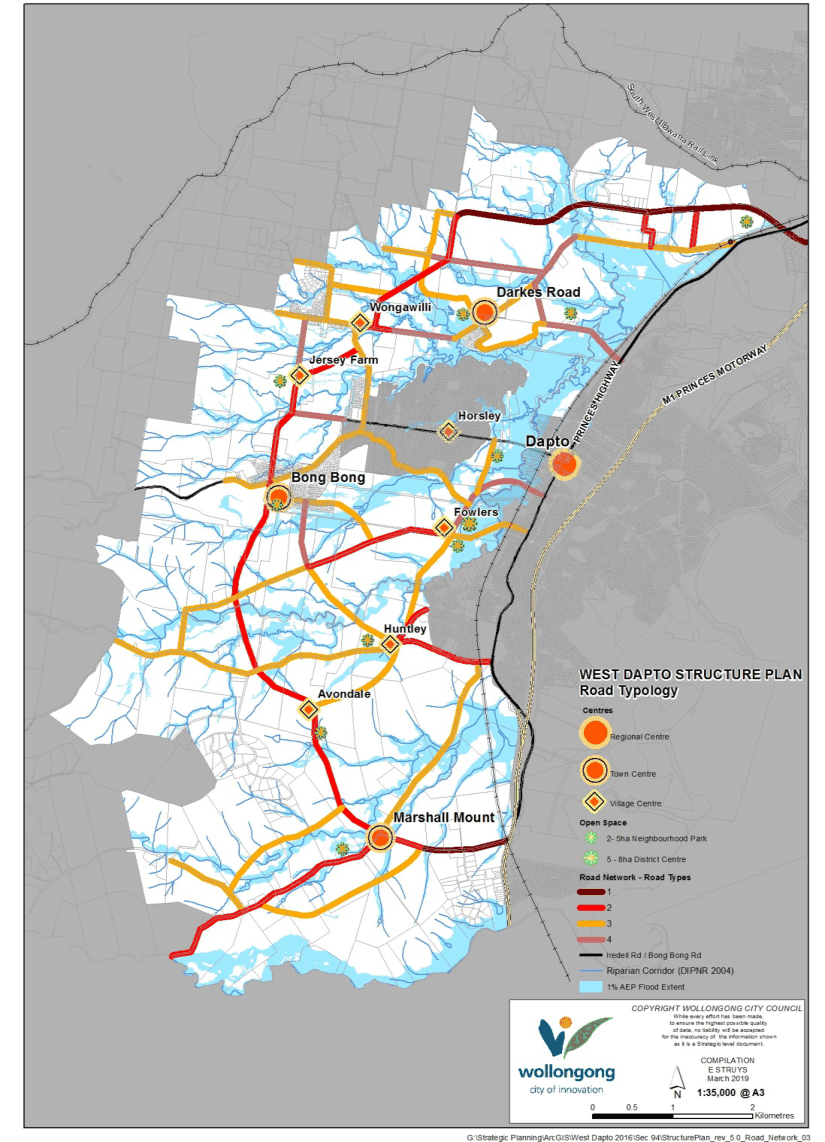 South West Illawarra Rail Link
Darkes Road
Wongawilli
Jersey Farm
PRINCES HIGHWAY
M1 PRINCES MOTORWAY
Horsley
Dapto
Bong Bong
Fowlers
Huntley
Avondale
Marshall Mount
WEST DAPTO STRUCTURE PLAN
Road Typology
Centres
Regional Centre
Town Centre
Village Centre
Open Space
2- 5ha Neighbourhood Park
5 - 8ha District Centre
Road Network - Road Types
1
2
3
4
Iredell Rd / Bong Bong Rd
Riparian Corridor (DIPNR 2004)
1% AEP Flood Extent
COPYRIGHT WOLLONGONG CITY COUNCIL
While every effort has been made,
to ensure the highest possible quality
of data, no liability will be accepted
for the inaccuracy of the information shown
as it is a Strategic level document.
wollongong
city of innovation
COMPILATION
E STRUYS
March 2019
N
1:35,000 @ A3
0 0.5 1 2
Kilometres
G:\Strategic Planning\ArcGIS\West Dapto 2016\Sec 94\StructurePlan_rev_5.0_Road_Network_03